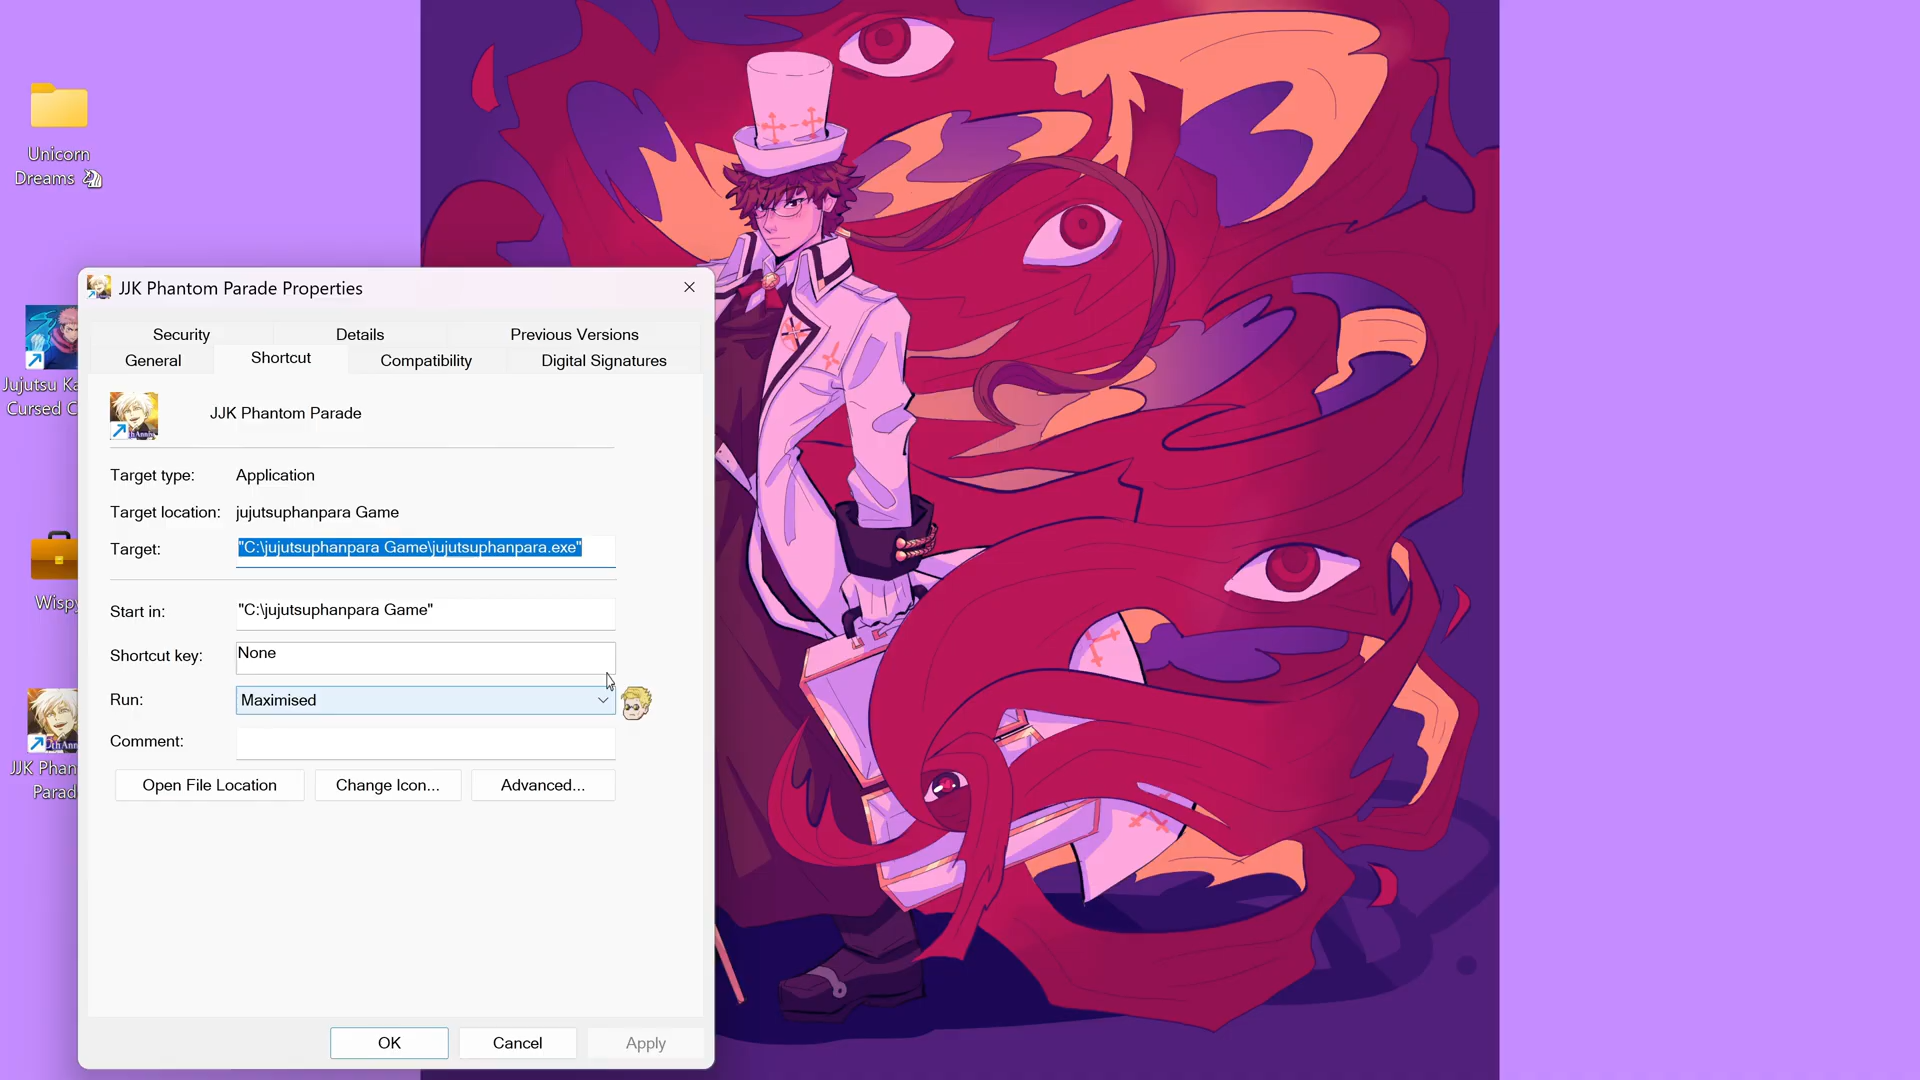 Unicorn
Dreams 🦄
Jujutsu Ka
Cursed C
Wispy
JJK Phan
Parad
JJK Phantom Parade Properties
Security
Details
Previous Versions
General
Shortcut
Compatibility
Digital Signatures
JJK Phantom Parade
Target type:
Application
Target location:
jujutsuphanpara Game
Target:
"C:\jujutsuphanpara Game\jujutsuphanpara.exe"
Start in:
"C:\jujutsuphanpara Game"
Shortcut key:
None
Run:
Maximised
Comment:
Open File Location
Change Icon...
Advanced...
OK
Cancel
Apply